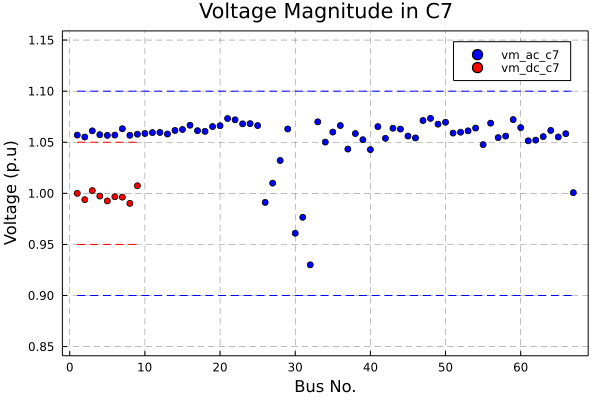 Voltage Magnitude in C7
vm_ac_c7
vm_dc_c7
Voltage (p.u)
1.15
1.10
1.05
1.00
0.95
0.90
0.85
0 10 20 30 40 50 60
Bus No.